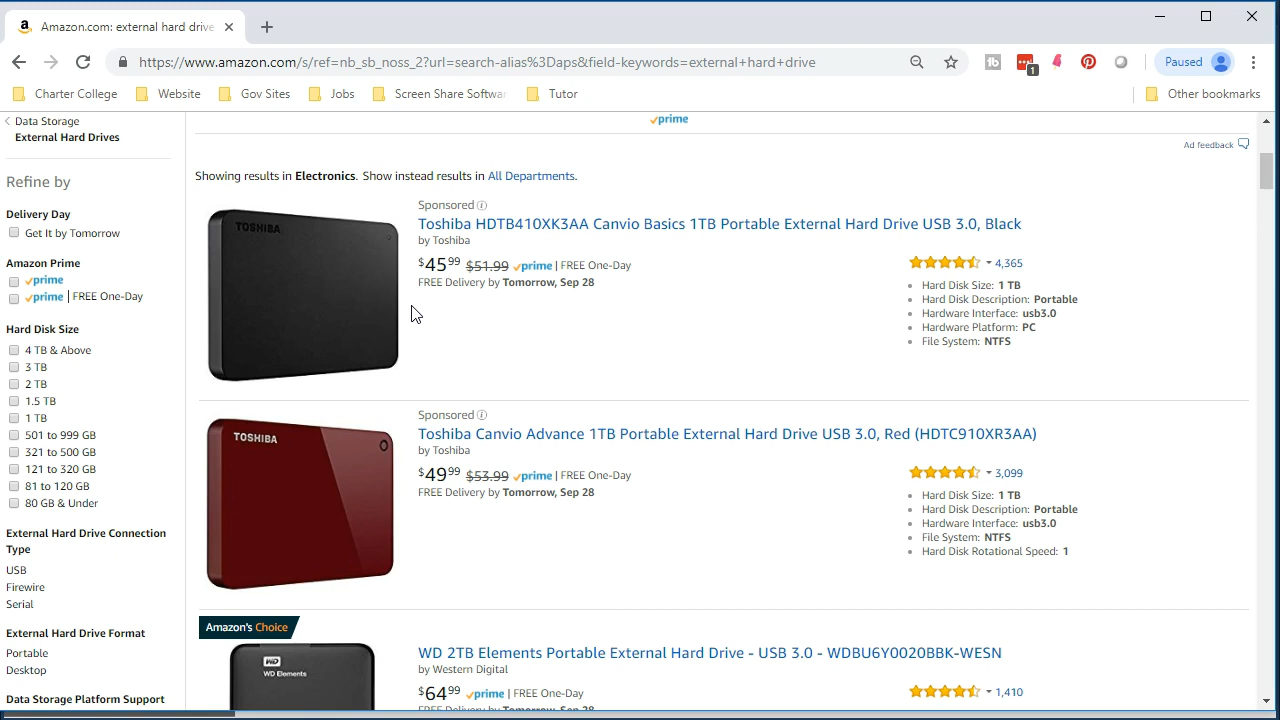 a Amazon.com: external hard drive
https://www.amazon.com/s/ref=nb_sb_noss_2?url=search-alias%3Daps&field-keywords=external+hard+drive
1
Paused
Charter College Website Gov Sites Jobs Screen Share Softwar Tutor Other bookmarks
Data Storage
External Hard Drives
Refine by
Delivery Day
Get It by Tomorrow
Amazon Prime
prime
prime | FREE One-Day
Hard Disk Size
4 TB & Above
3 TB
2 TB
1.5 TB
1 TB
501 to 999 GB
321 to 500 GB
121 to 320 GB
81 to 120 GB
80 GB & Under
External Hard Drive Connection
Type
USB
Firewire
Serial
External Hard Drive Format
Portable
Desktop
Data Storage Platform Support
prime
Ad feedback
Showing results in Electronics. Show instead results in All Departments.
TOSHIBA
Sponsored
Toshiba HDTB410XK3AA Canvio Basics 1TB Portable External Hard Drive USB 3.0, Black
by Toshiba
$45 99 $51.99 prime | FREE One-Day
FREE Delivery by Tomorrow, Sep 28
4,365
Hard Disk Size: 1 TB
Hard Disk Description: Portable
Hardware Interface: usb3.0
Hardware Platform: PC
File System: NTFS
TOSHIBA
Sponsored
Toshiba Canvio Advance 1TB Portable External Hard Drive USB 3.0, Red (HDTC910XR3AA)
by Toshiba
$49 99 $53.99 prime | FREE One-Day
FREE Delivery by Tomorrow, Sep 28
3,099
Hard Disk Size: 1 TB
Hard Disk Description: Portable
Hardware Interface: usb3.0
File System: NTFS
Hard Disk Rotational Speed: 1
Amazon's Choice
WD
WD Elements
WD 2TB Elements Portable External Hard Drive - USB 3.0 - WDBU6Y0020BBK-WESN
by Western Digital
$64 99 prime | FREE One-Day
FREE Delivery by Tomorrow, Sep 28
1,410